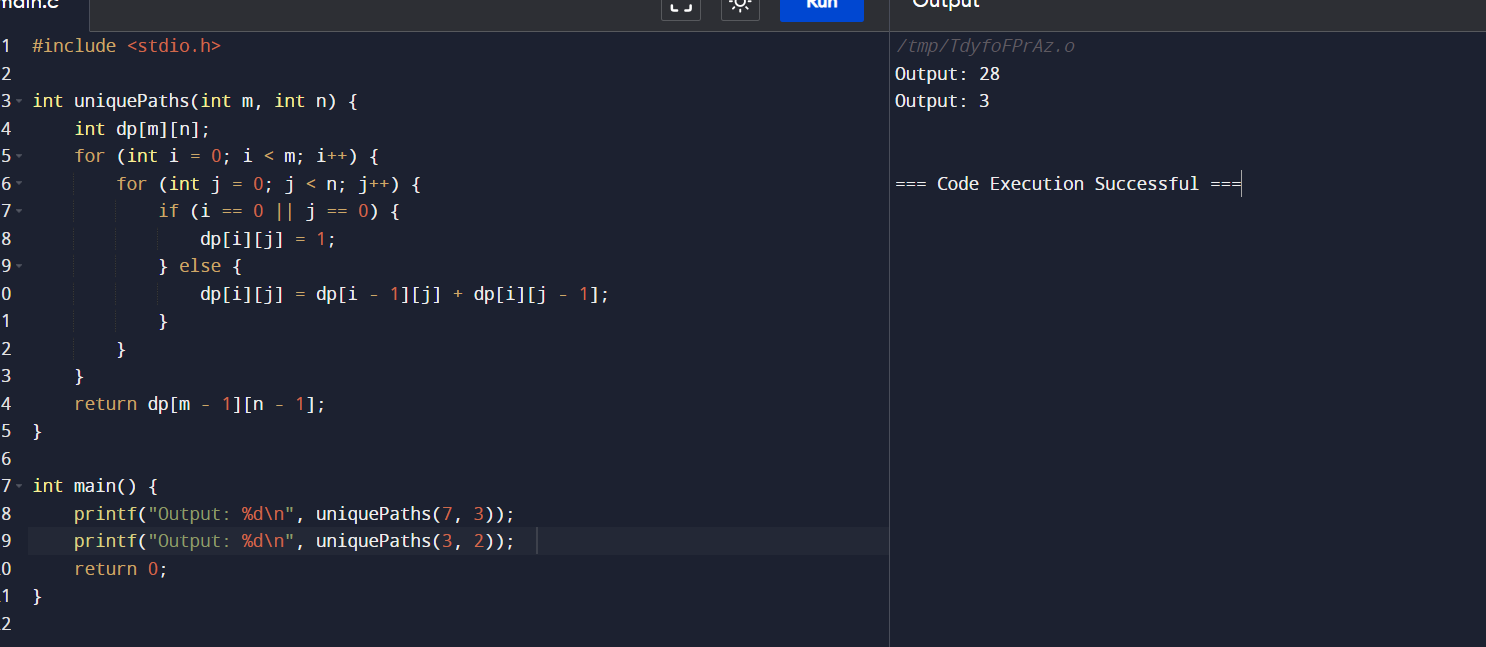 main.c Run Output
1 #include <stdio.h>
2
3 int uniquePaths(int m, int n) {
4     int dp[m][n];
5     for (int i = 0; i < m; i++) {
6         for (int j = 0; j < n; j++) {
7             if (i == 0 || j == 0) {
8                 dp[i][j] = 1;
9             } else {
0                 dp[i][j] = dp[i - 1][j] + dp[i][j - 1];
1             }
2         }
3     }
4     return dp[m - 1][n - 1];
5 }
6
7 int main() {
8     printf("Output: %d\n", uniquePaths(7, 3));
9     printf("Output: %d\n", uniquePaths(3, 2));
0     return 0;
1 }
2
/tmp/TdyfoFPrAz.o
Output: 28
Output: 3
=== Code Execution Successful ===